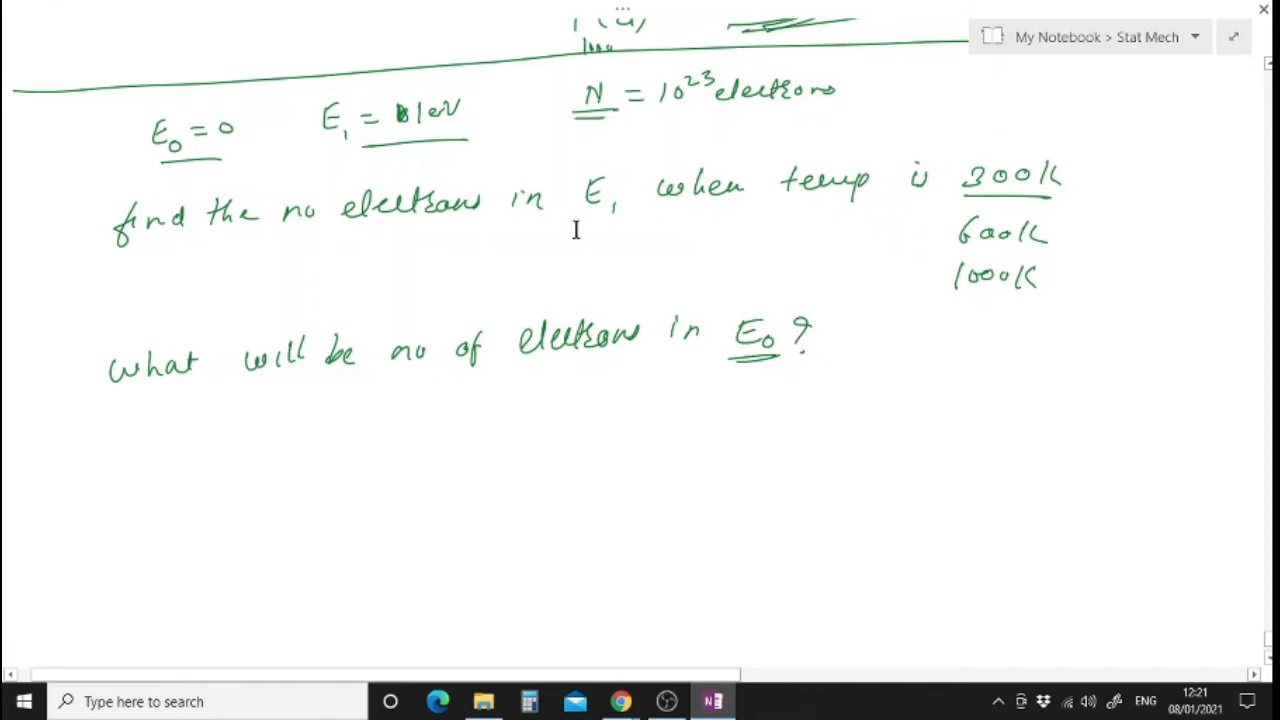 My Notebook > Stat Mech
E₀ = 0 E₁ = 1eV N = 10²³ electrons
find the no electrons in E₁ when temp is 300K
600K
1000K
What will be no of electrons in E₀?
Type here to search
ENG
12:21
08/01/2021